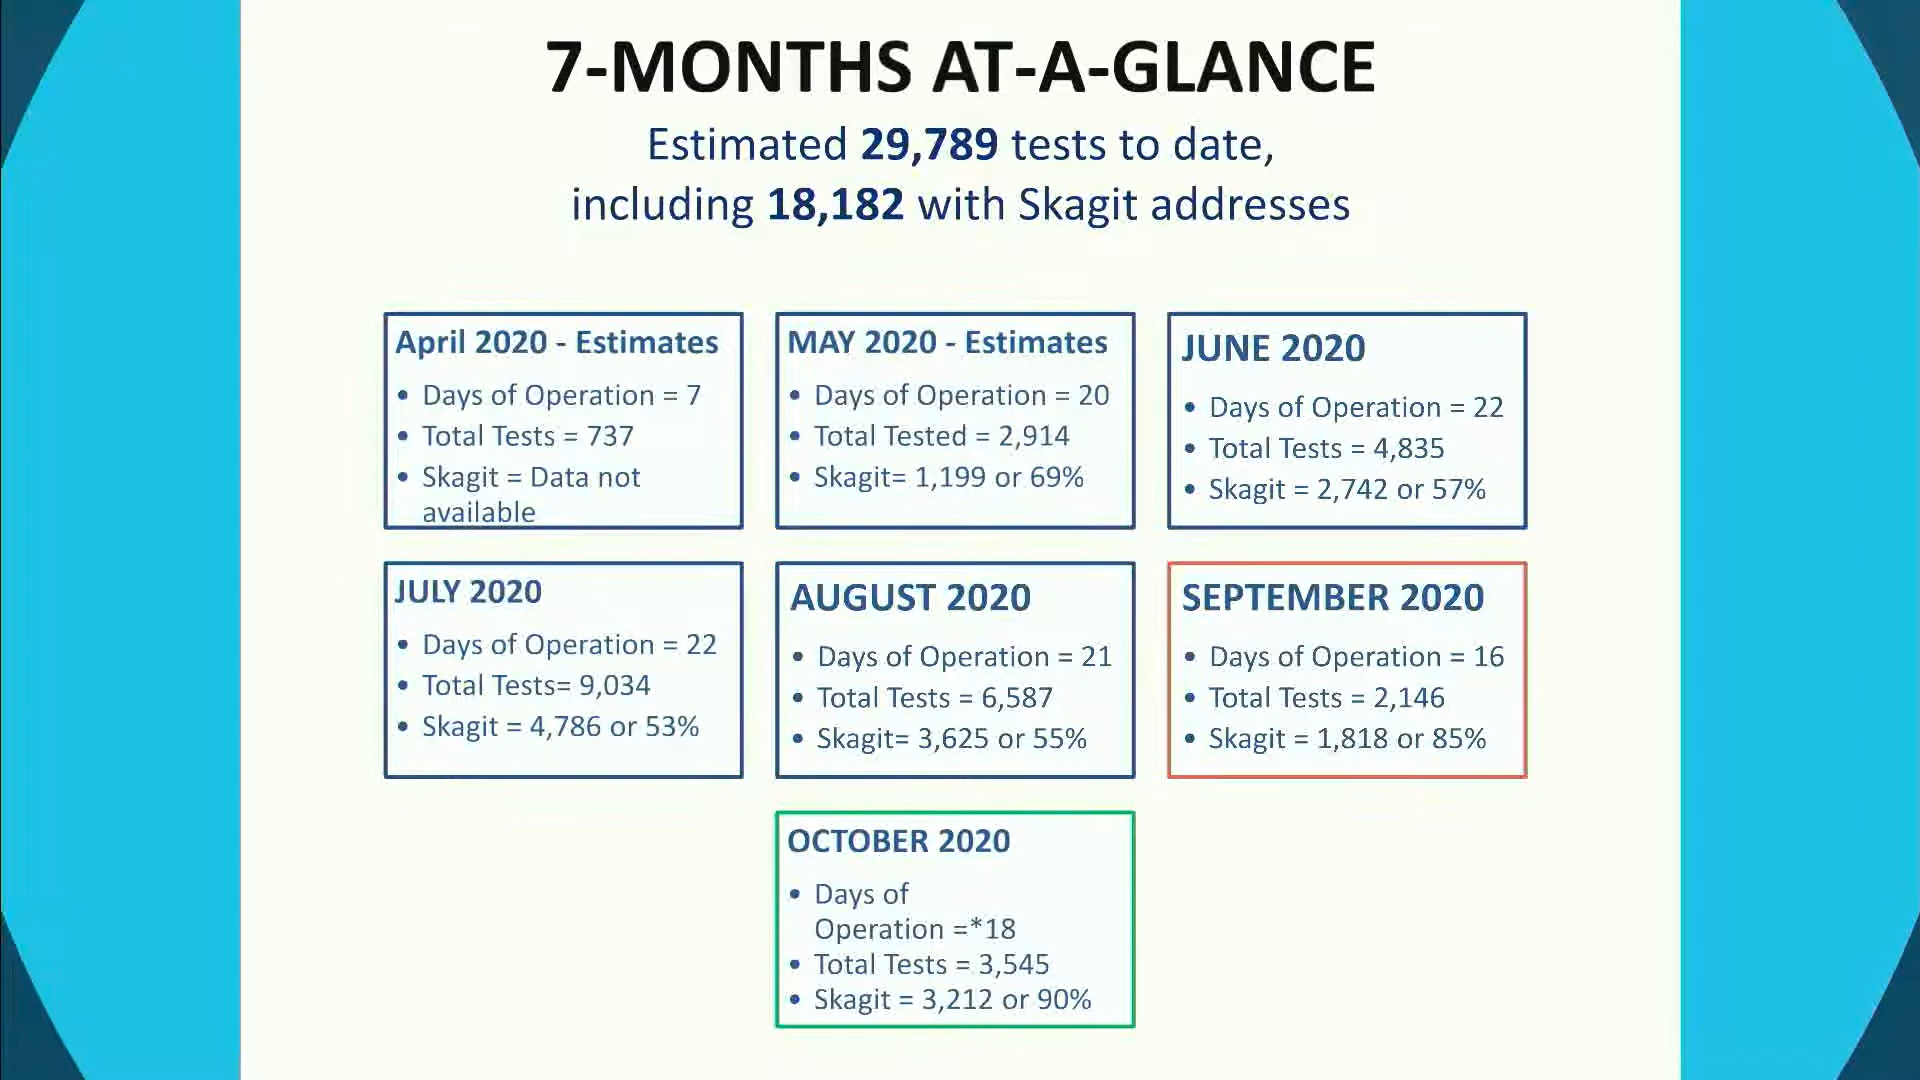 7-MONTHS AT-A-GLANCE
Estimated 29,789 tests to date,
including 18,182 with Skagit addresses
April 2020 - Estimates
• Days of Operation = 7
• Total Tests = 737
• Skagit = Data not
available
MAY 2020 - Estimates
• Days of Operation = 20
• Total Tested = 2,914
• Skagit= 1,199 or 69%
JUNE 2020
• Days of Operation = 22
• Total Tests = 4,835
• Skagit = 2,742 or 57%
JULY 2020
• Days of Operation = 22
• Total Tests= 9,034
• Skagit = 4,786 or 53%
AUGUST 2020
• Days of Operation = 21
• Total Tests = 6,587
• Skagit= 3,625 or 55%
SEPTEMBER 2020
• Days of Operation = 16
• Total Tests = 2,146
• Skagit = 1,818 or 85%
OCTOBER 2020
• Days of
Operation =*18
• Total Tests = 3,545
• Skagit = 3,212 or 90%